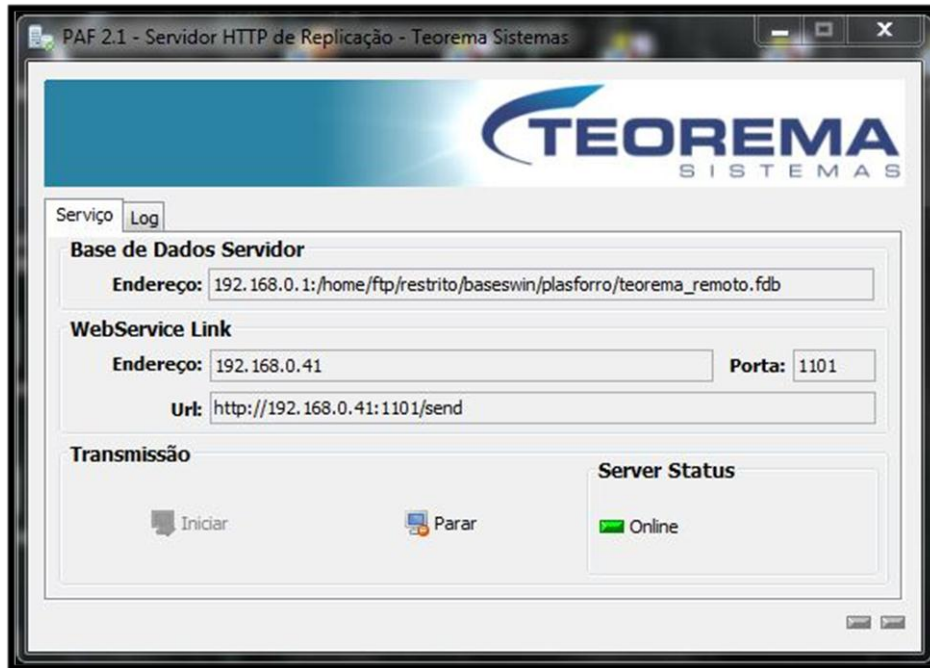 PAF 2.1 - Servidor HTTP de Replicação - Teorema Sistemas
TEOREMA
SISTEMAS
Serviço Log
Base de Dados Servidor
Endereço: 192.168.0.1:/home/ftp/restrito/baseswin/plasforro/teorema_remoto.fdb
WebService Link
Endereço: 192.168.0.41 Porta: 1101
Url: http://192.168.0.41:1101/send
Transmissão
Server Status
Iniciar Parar Online